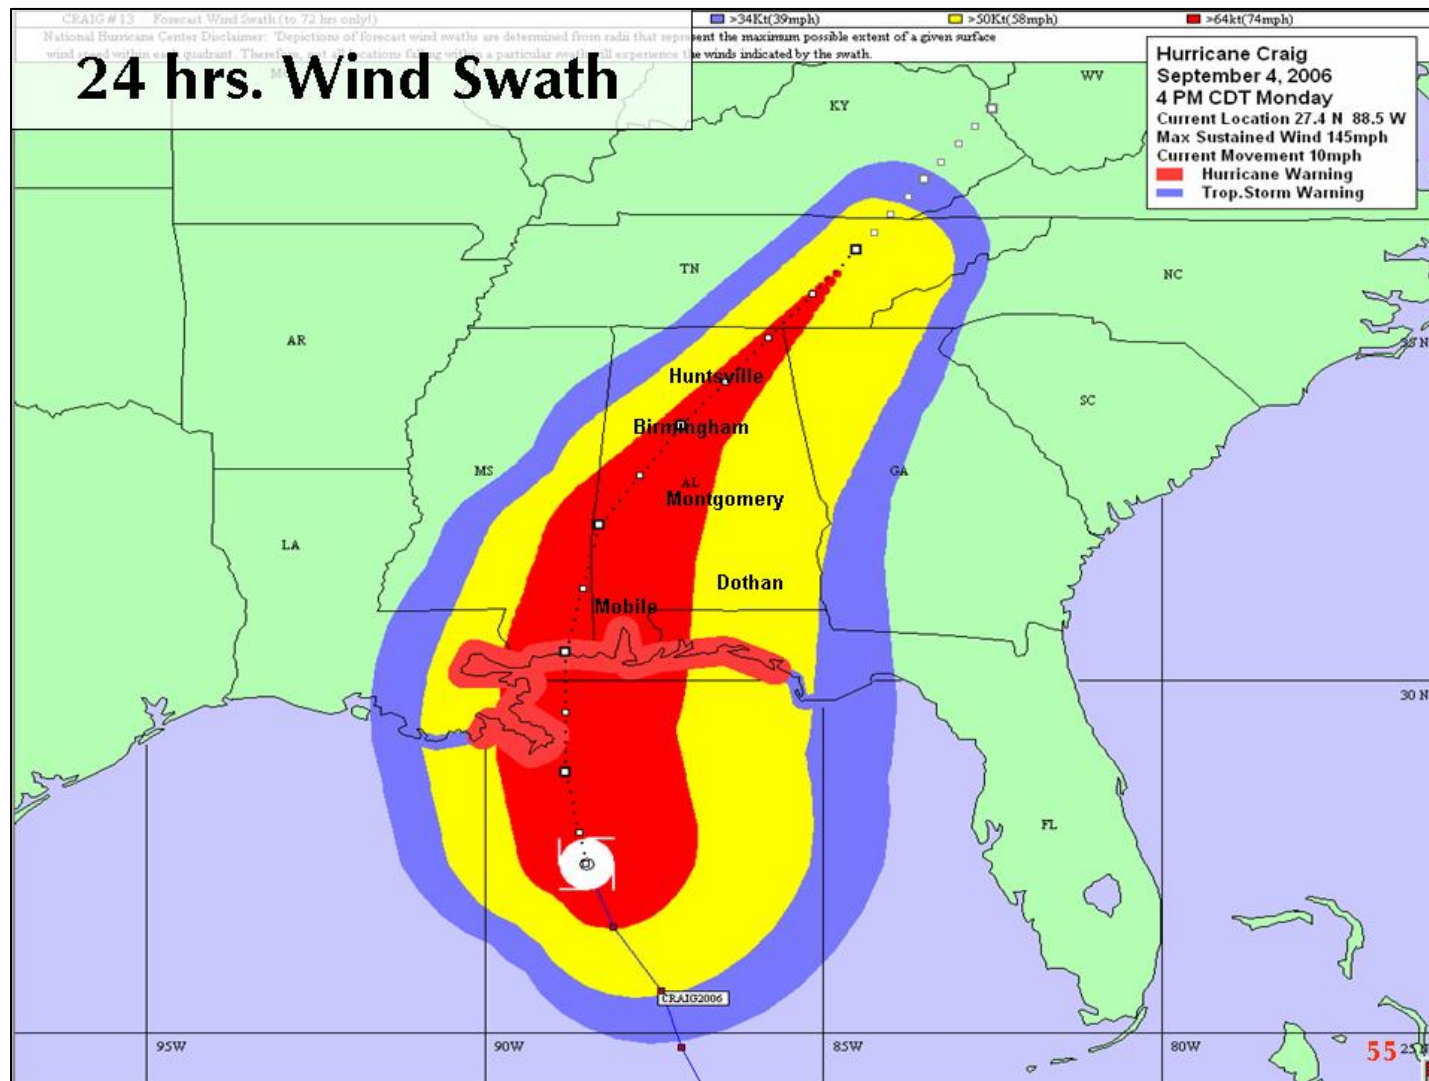 CRAIG # 13 Forecast Wind Swath (to 72 hrs only!)
>34Kt(39mph)
>50Kt(58mph)
>64kt(74mph)
National Hurricane Center Disclaimer: "Depictions of forecast wind swaths are determined from radii that represent the maximum possible extent of a given surface
wind speed within each quadrant. Therefore, not all locations falling within a particular swath will experience the winds indicated by the swath.
24 hrs. Wind Swath
Hurricane Craig
September 4, 2006
4 PM CDT Monday
Current Location 27.4 N 88.5 W
Max Sustained Wind 145mph
Current Movement 10mph
Hurricane Warning
Trop.Storm Warning
WV
KY
TN
NC
AR
35 N
Huntsville
SC
Birmingham
MS
AL
GA
Montgomery
LA
Dothan
Mobile
30 N
FL
CRAIG2006
95W
90W
85W
80W
55
25 N